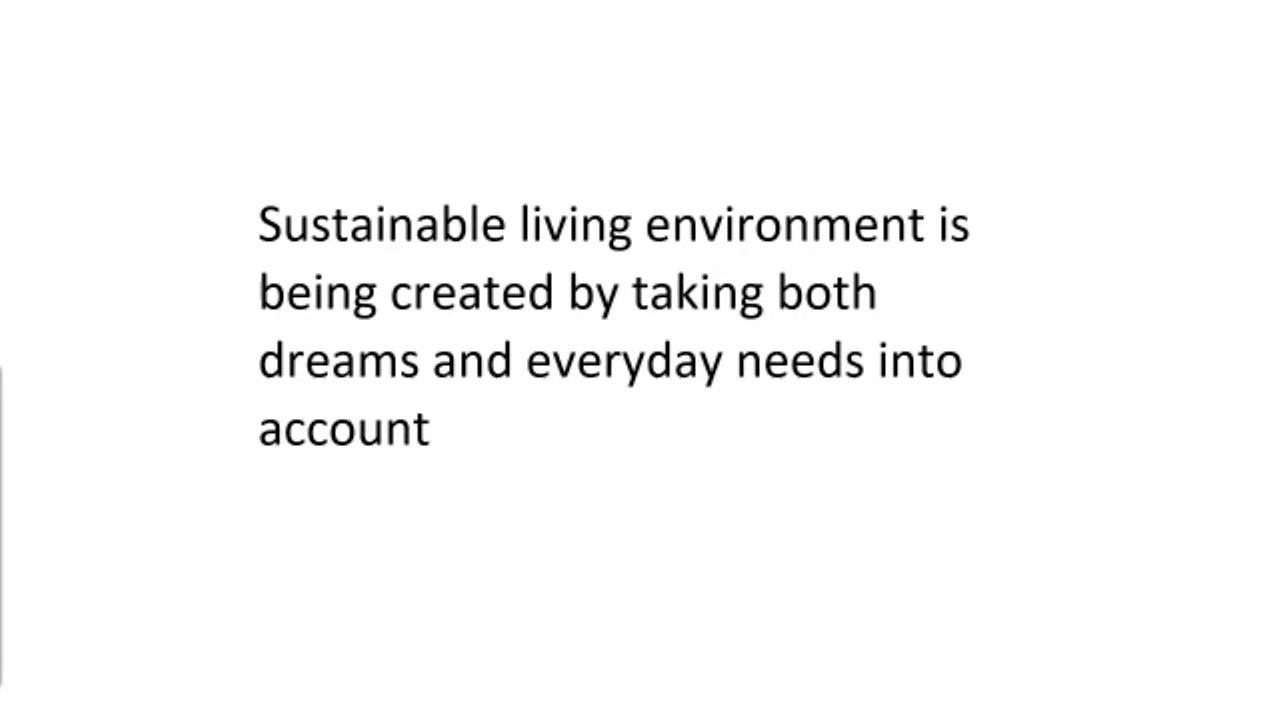 Sustainable living environment is
being created by taking both
dreams and everyday needs into
account